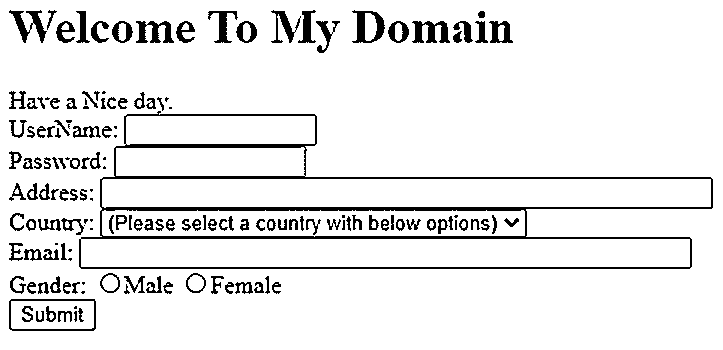 Welcome To My Domain
Have a Nice day.
UserName:
Password:
Address:
Country: (Please select a country with below options)
Email:
Gender: Male Female
Submit